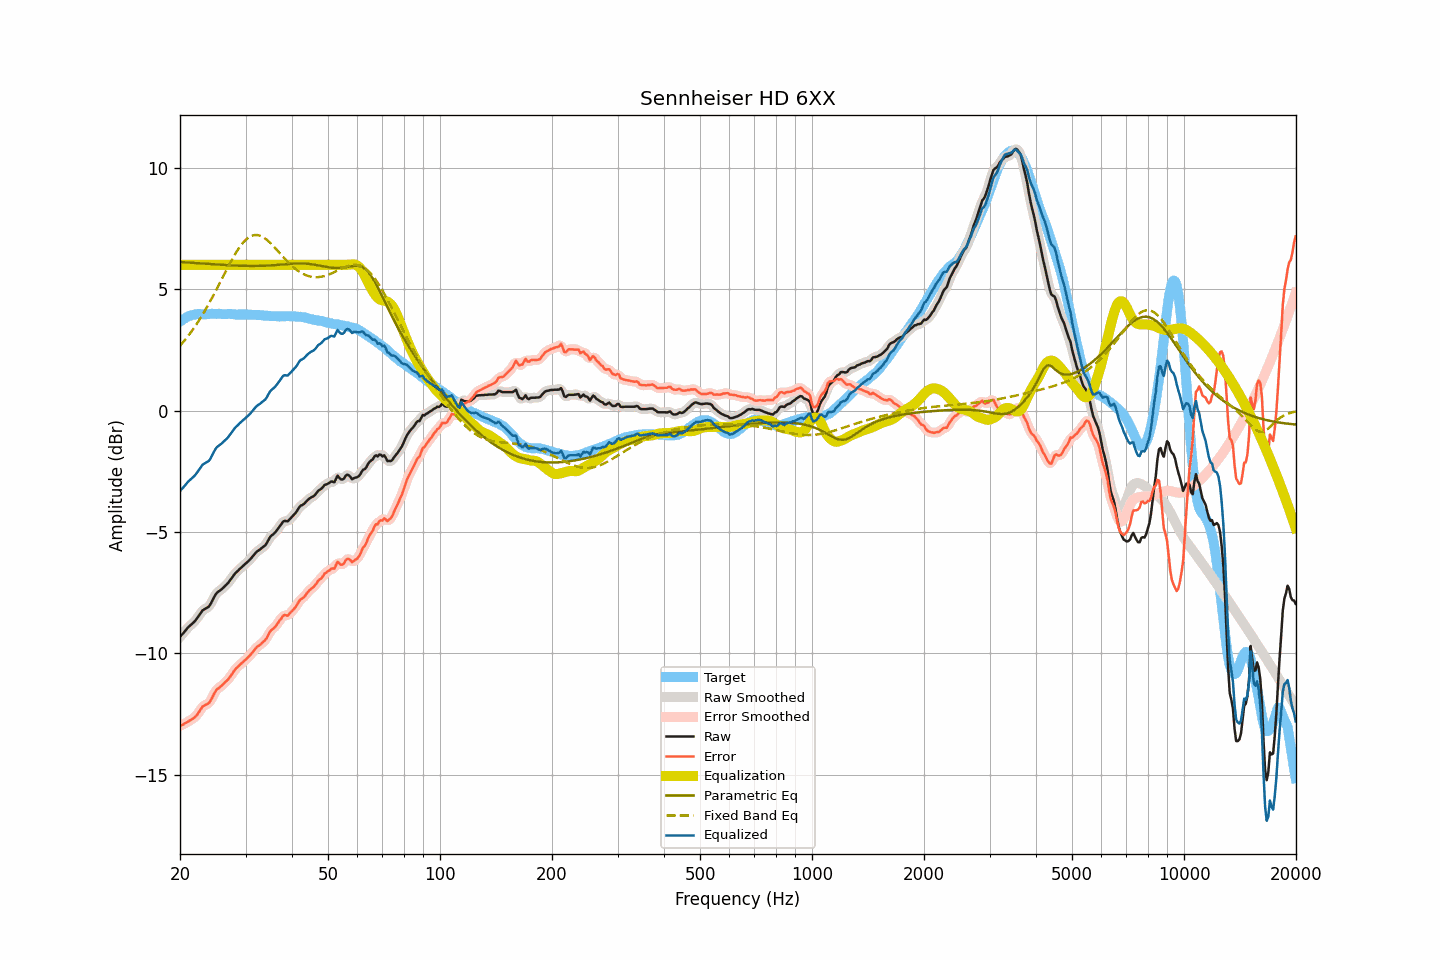 Sennheiser HD 6XX
Amplitude (dBr)
10
5
0
−5
−10
−15
Target
Raw Smoothed
Error Smoothed
Raw
Error
Equalization
Parametric Eq
Fixed Band Eq
Equalized
20 50 100 200 500 1000 2000 5000 10000 20000
Frequency (Hz)